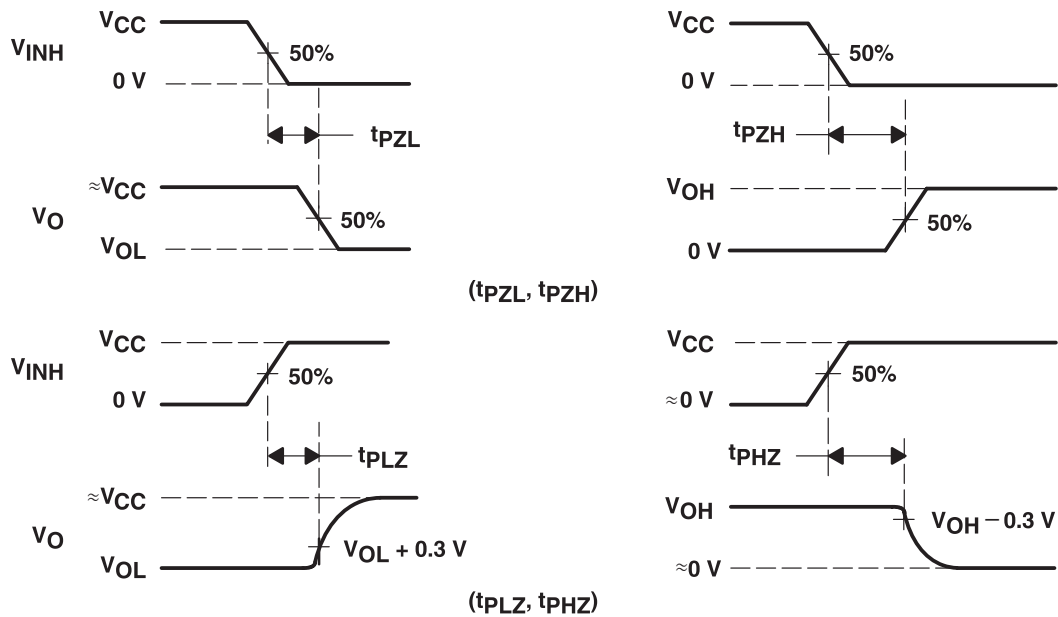 VCC
VINH
50%
0 V
tPZL
≈VCC
VO
50%
VOL
VCC
50%
0 V
tPZH
VOH
50%
0 V
(tPZL, tPZH)
VCC
VINH
50%
0 V
tPLZ
≈VCC
VO
VOL + 0.3 V
VOL
VCC
50%
≈0 V
tPHZ
VOH
VOH – 0.3 V
≈0 V
(tPLZ, tPHZ)